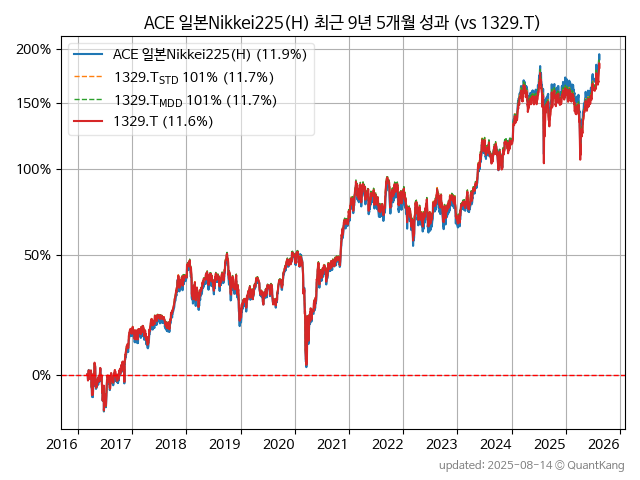 ACE 일본Nikkei225(H) 최근 9년 5개월 성과 (vs 1329.T)
200%
150%
100%
50%
0%
ACE 일본Nikkei225(H) (11.9%)
1329.T_STD 101% (11.7%)
1329.T_MDD 101% (11.7%)
1329.T (11.6%)
2016 2017 2018 2019 2020 2021 2022 2023 2024 2025 2026
updated: 2025-08-14 © QuantKang